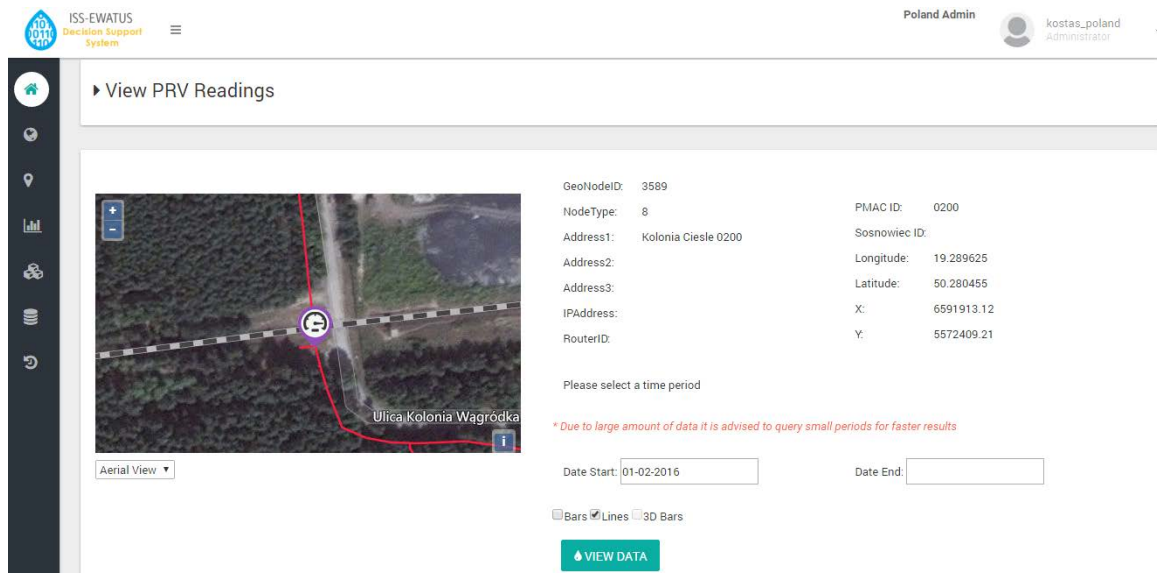 ISS-EWATUS
Decision Support
System
Poland Admin
kostas_poland
Administrator
View PRV Readings
GeoNodeID: 3589
NodeType: 8
Address1: Kolonia Ciesle 0200
Address2:
Address3:
IPAddress:
RouterID:
PMAC ID: 0200
Sosnowiec ID:
Longitude: 19.289625
Latitude: 50.280455
X: 6591913.12
Y: 5572409.21
+
-
Ulica Kolonia Wągródka
i
Aerial View
Please select a time period
* Due to large amount of data it is advised to query small periods for faster results
Date Start: 01-02-2016
Date End:
Bars Lines 3D Bars
VIEW DATA